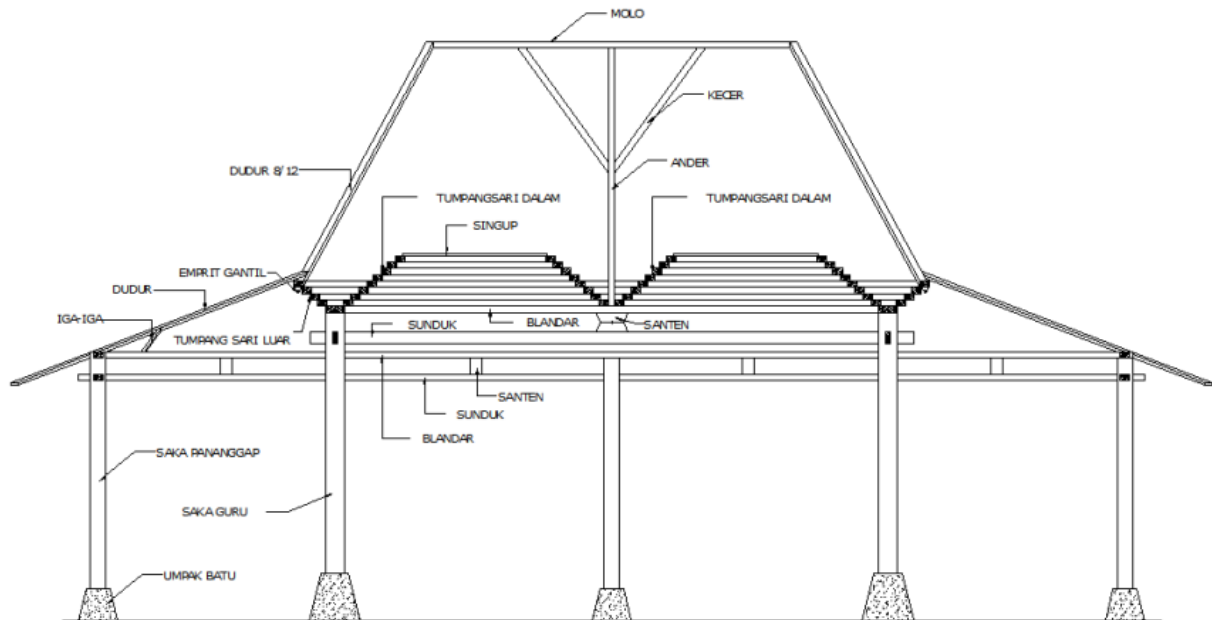 MOLO
KECER
ANDER
DUDUR 8/12
TUMPANGSARI DALAM
TUMPANGSARI DALAM
SINGUP
EMPRIT GANTIL
DUDUR
IGA-IGA
TUMPANG SARI LUAR
SUNDUK
BLANDAR
SANTEN
SANTEN
SUNDUK
BLANDAR
SAKA PANANGGAP
SAKA GURU
UMPAK BATU